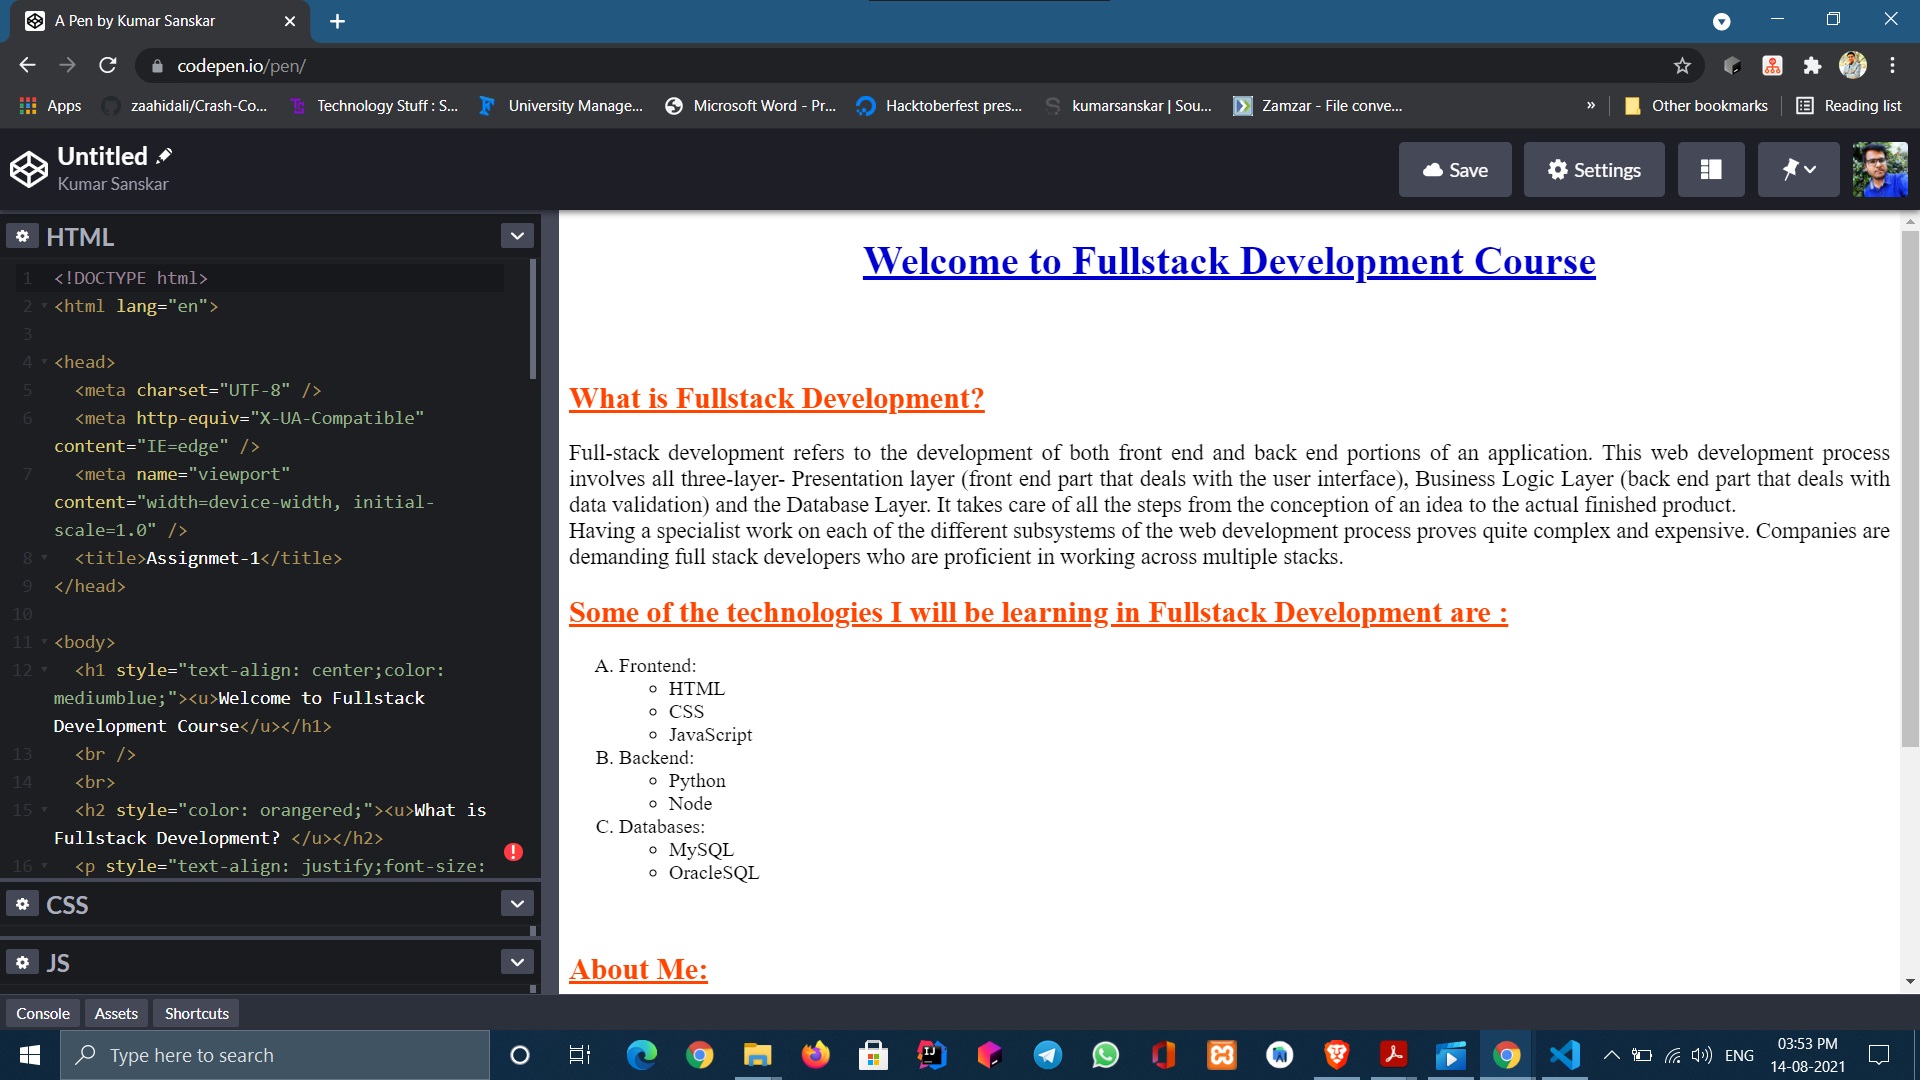 A Pen by Kumar Sanskar
codepen.io/pen/
Apps
zaahidali/Crash-Co...
Technology Stuff : S...
University Manage...
Microsoft Word - Pr...
Hacktoberfest pres...
kumarsanskar | Sou...
Zamzar - File conve...
»
Other bookmarks
Reading list
Untitled
Kumar Sanskar
Save
Settings
HTML
1 <!DOCTYPE html>
2 <html lang="en">
3
4 <head>
5 <meta charset="UTF-8" />
6 <meta http-equiv="X-UA-Compatible"
content="IE=edge" />
7 <meta name="viewport"
content="width=device-width, initial-
scale=1.0" />
8 <title>Assignmet-1</title>
9 </head>
10
11 <body>
12 <h1 style="text-align: center;color:
mediumblue;"><u>Welcome to Fullstack
Development Course</u></h1>
13 <br />
14 <br>
15 <h2 style="color: orangered;"><u>What is
Fullstack Development? </u></h2>
16 <p style="text-align: justify;font-size:
CSS
JS
Welcome to Fullstack Development Course
What is Fullstack Development?
Full-stack development refers to the development of both front end and back end portions of an application. This web development process
involves all three-layer- Presentation layer (front end part that deals with the user interface), Business Logic Layer (back end part that deals with
data validation) and the Database Layer. It takes care of all the steps from the conception of an idea to the actual finished product.
Having a specialist work on each of the different subsystems of the web development process proves quite complex and expensive. Companies are
demanding full stack developers who are proficient in working across multiple stacks.
Some of the technologies I will be learning in Fullstack Development are :
A. Frontend:
HTML
CSS
JavaScript
B. Backend:
Python
Node
C. Databases:
MySQL
OracleSQL
About Me:
Console
Assets
Shortcuts
Type here to search
ENG
03:53 PM
14-08-2021